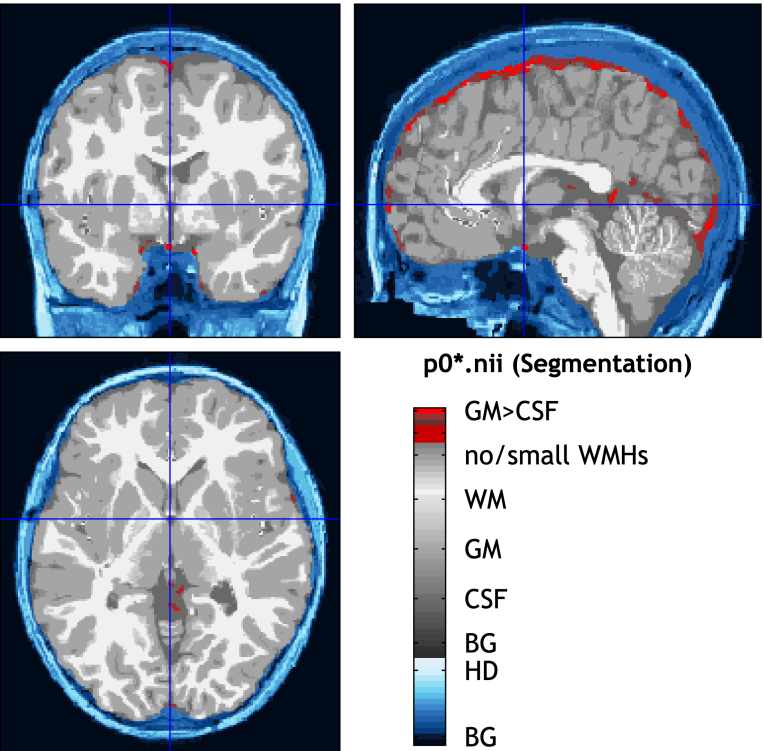 p0*.nii (Segmentation)
GM>CSF
no/small WMHs
WM
GM
CSF
BG
HD
BG